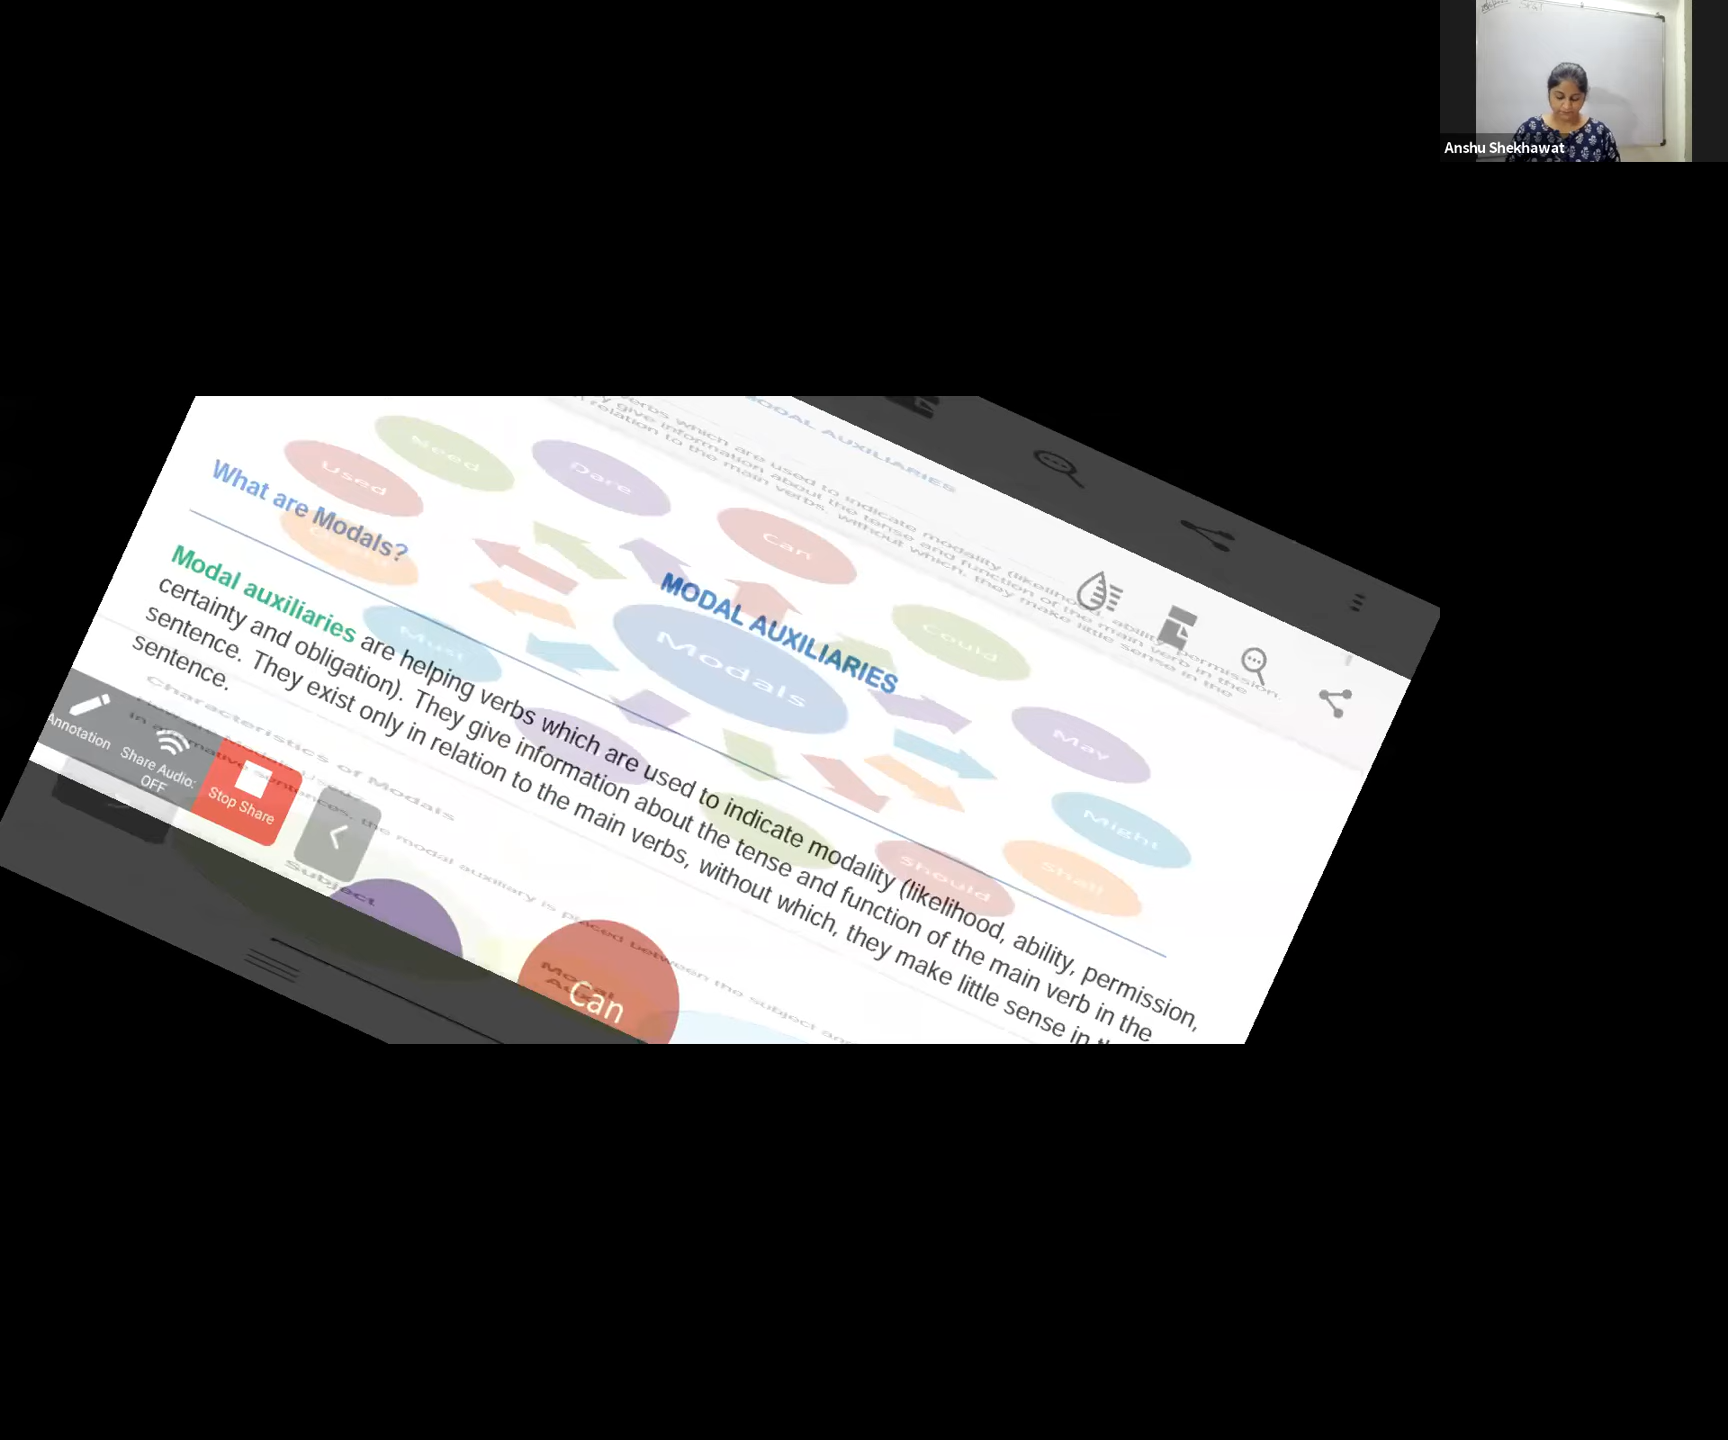 Anshu Shekhawat
MODAL AUXILIARIES
Need
Used
Dare
Can
Could
May
Might
Shall
Should
Must
Modals
MODAL AUXILIARIES
What are Modals?
Modal auxiliaries are helping verbs which are used to indicate modality (likelihood, ability, permission,
certainty and obligation). They give information about the tense and function of the main verb in the
sentence. They exist only in relation to the main verbs, without which, they make little sense in the
sentence.
Characteristics of Modals
Annotation
Share Audio:
OFF
Stop Share
Subject
Can